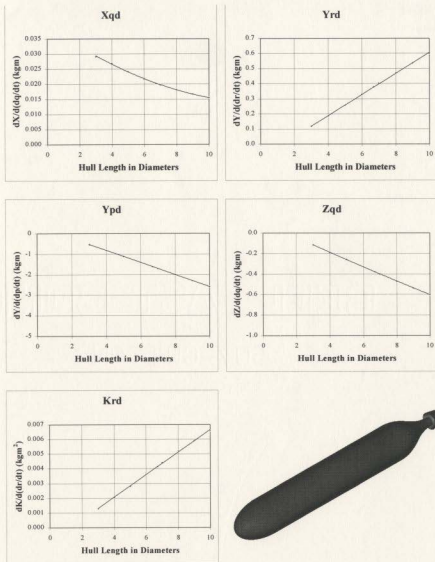 Xqd
dX/d(dq/dt) (kgm)
0.035
0.030
0.025
0.020
0.015
0.010
0.005
0.000
0 2 4 6 8 10
Hull Length in Diameters
Yrd
dY/d(dr/dt) (kgm)
0.7
0.6
0.5
0.4
0.3
0.2
0.1
0.0
0 2 4 6 8 10
Hull Length in Diameters
Ypd
dY/d(dp/dt) (kgm)
0
-1
-2
-3
-4
-5
0 2 4 6 8 10
Hull Length in Diameters
Zqd
dZ/d(dq/dt) (kgm)
0.0
-0.2
-0.4
-0.6
-0.8
-1.0
0 2 4 6 8 10
Hull Length in Diameters
Krd
dK/d(dr/dt) (kgm²)
0.007
0.006
0.005
0.004
0.003
0.002
0.001
0.000
0 2 4 6 8 10
Hull Length in Diameters